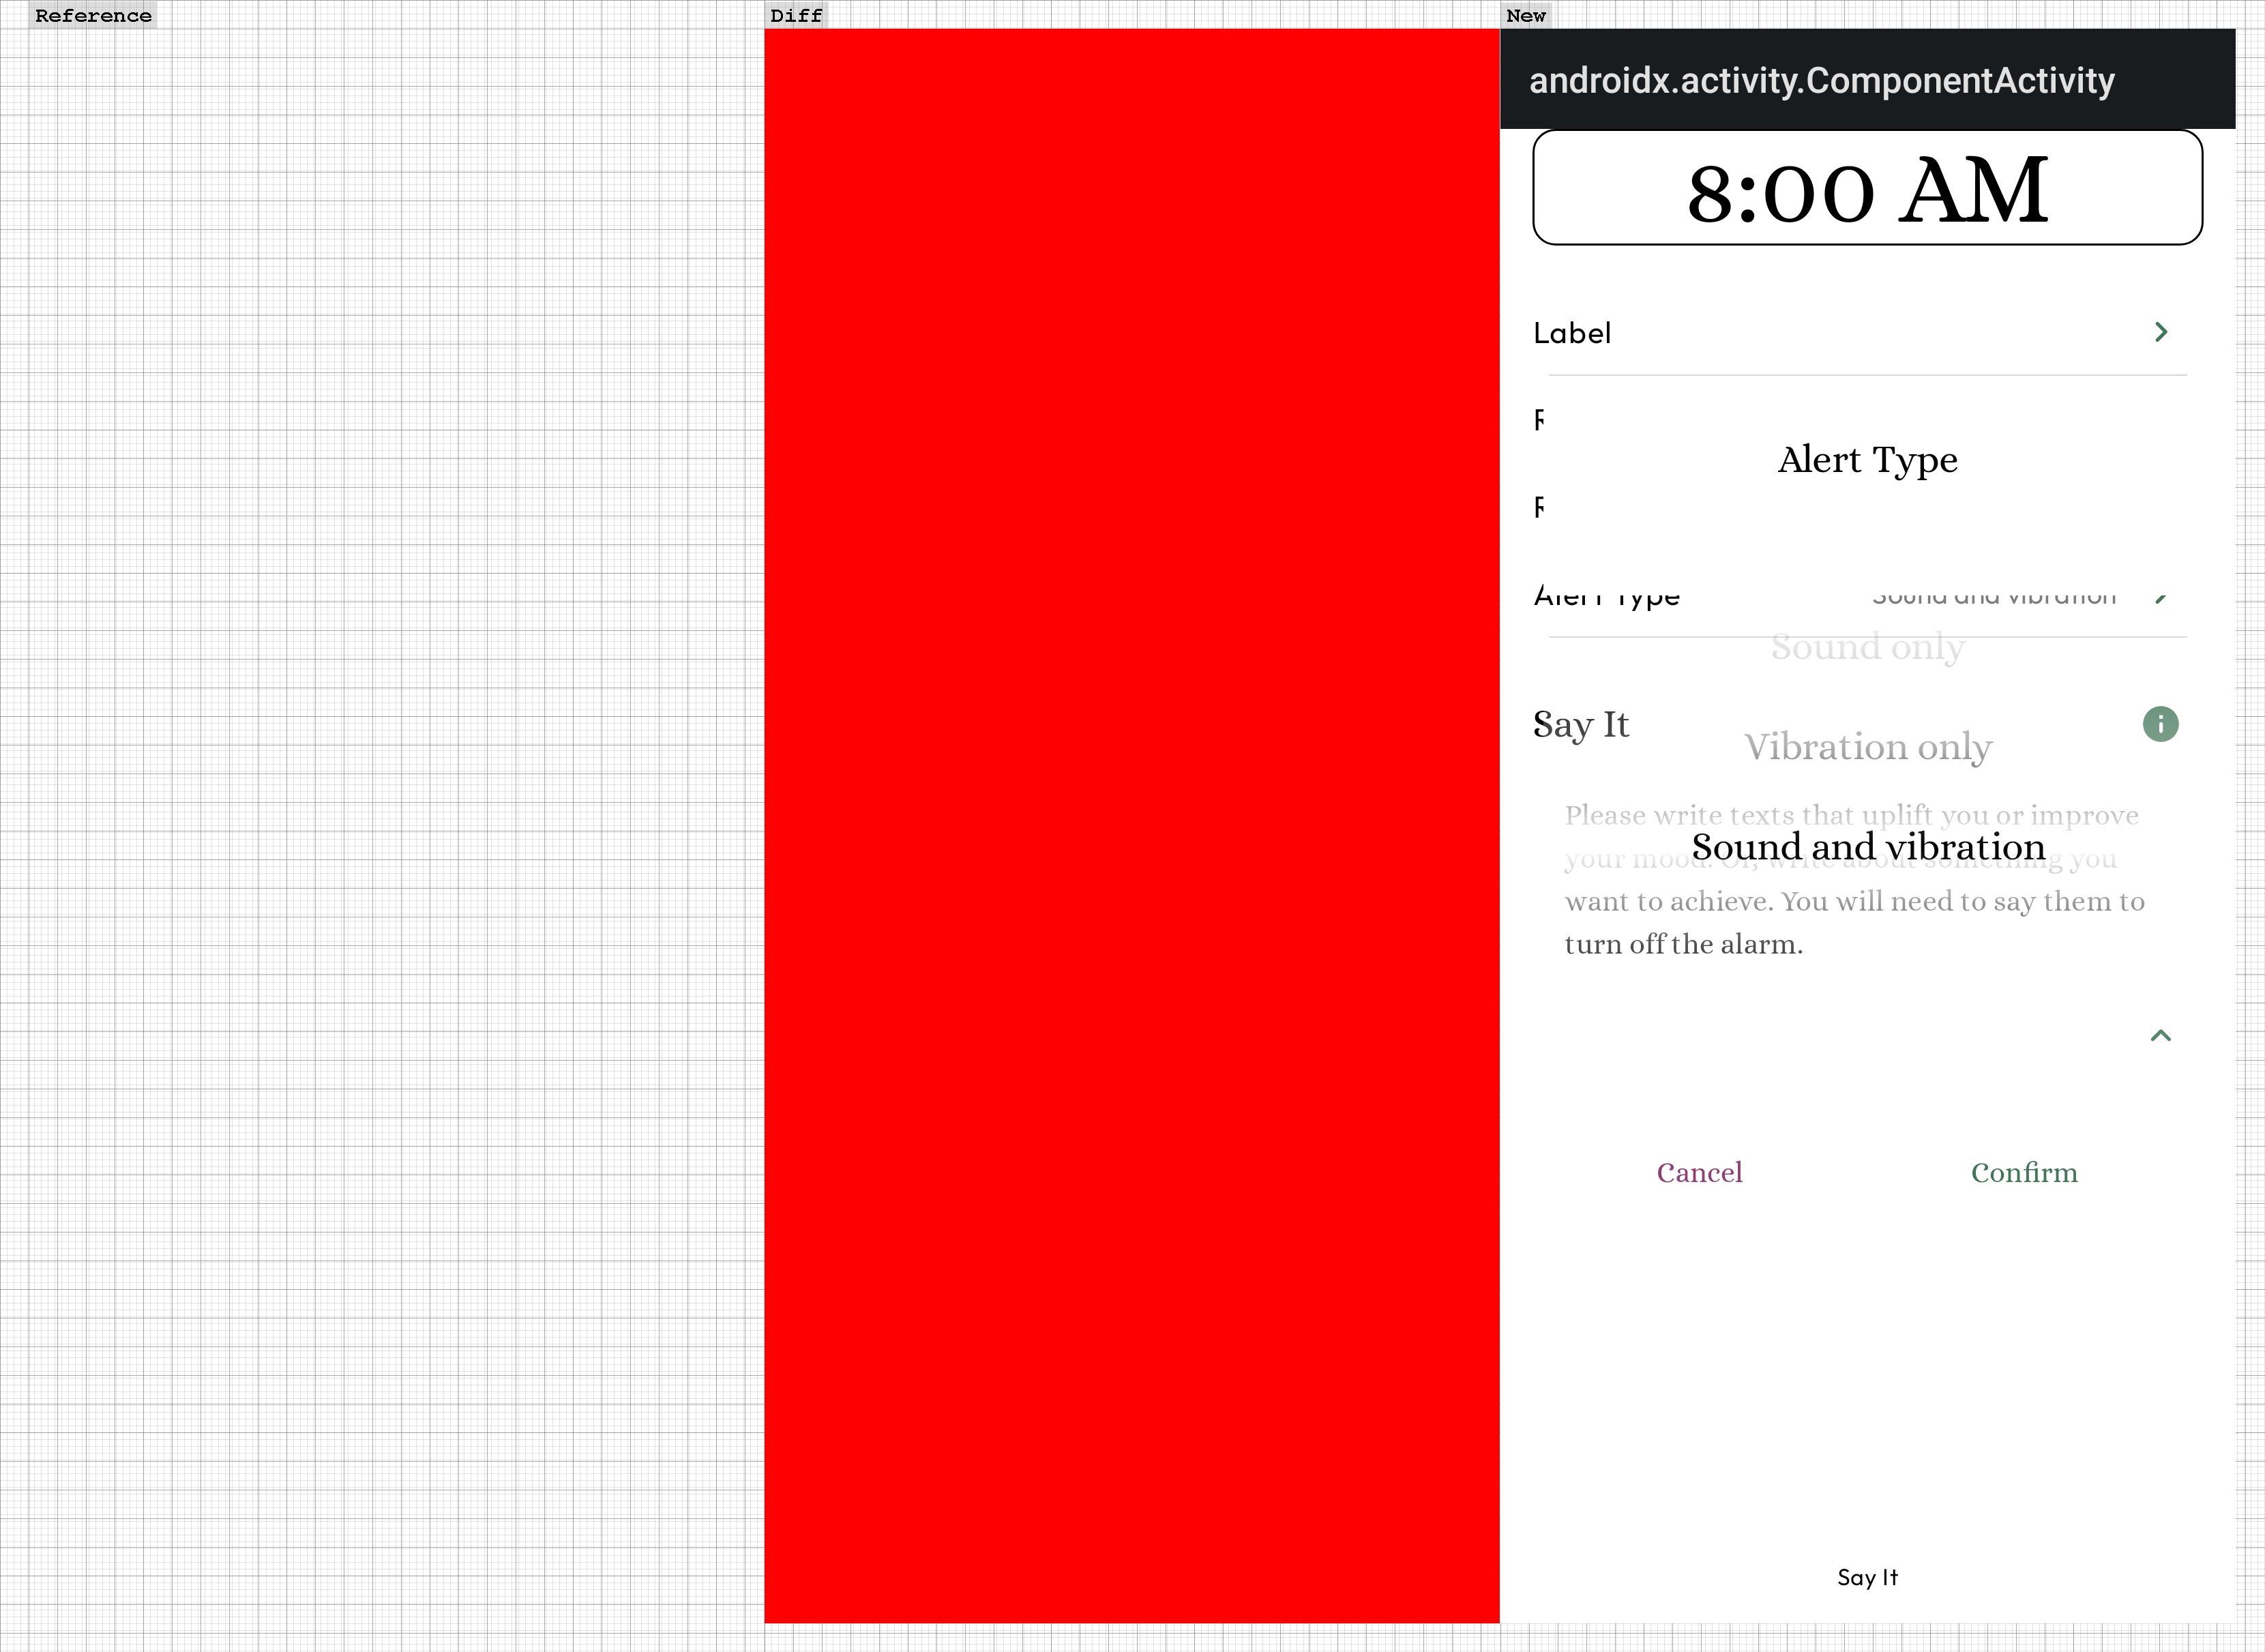 Reference
Diff
New
androidx.activity.ComponentActivity
8:00 AM
Label
R
Alert Type
R
Alert Type
Sound and vibration
Sound only
Say It
Vibration only
Please write texts that uplift you or improve
Sound and vibration
your mood. Or, write about something you
want to achieve. You will need to say them to
turn off the alarm.
Cancel
Confirm
Say It